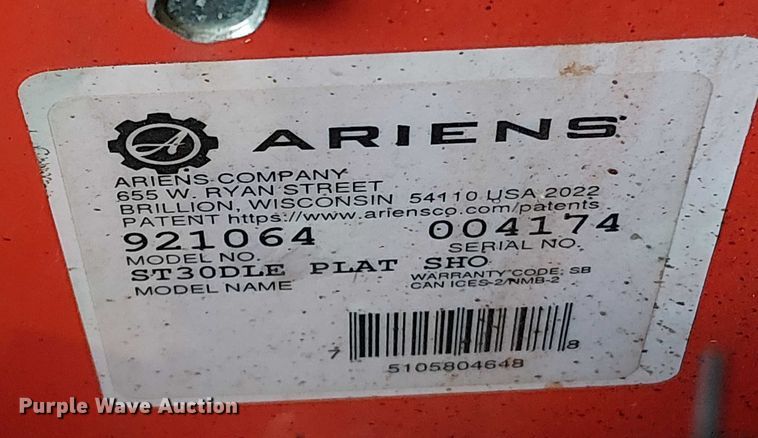 A ARIENS
ARIENS COMPANY
655 W. RYAN STREET
BRILLION, WISCONSIN 54110 USA 2022
PATENT https://www.ariensco.com/patents
921064 004174
MODEL NO. SERIAL NO.
ST30DLE PLAT SHO
MODEL NAME WARRANTY CODE: SB
CAN ICES-2/NMB-2
7 5105804648 8
Purple Wave Auction